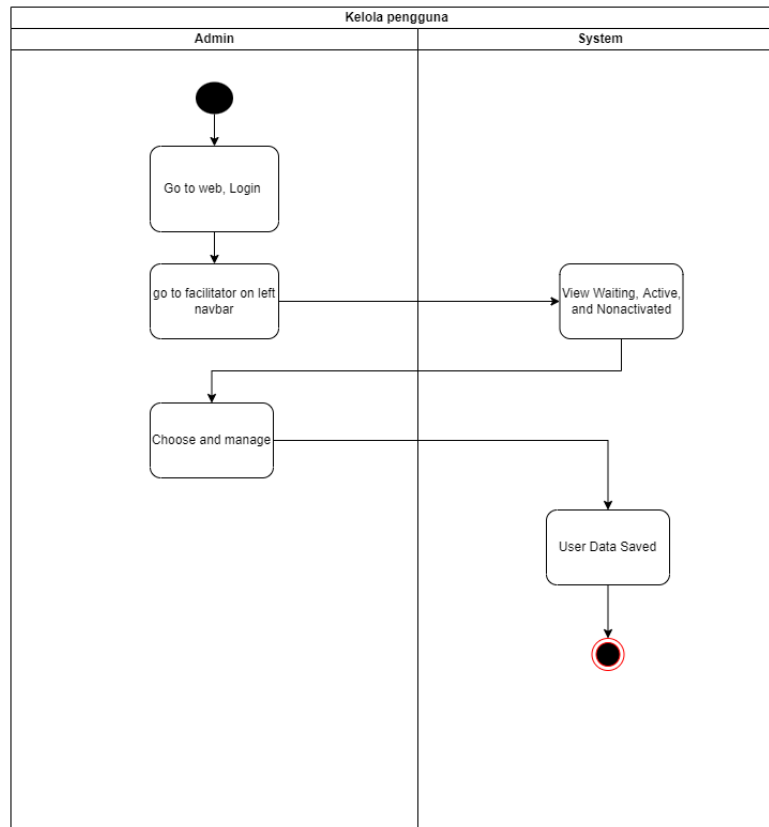 Kelola pengguna
Admin
System
Go to web, Login
go to facilitator on left
navbar
View Waiting, Active,
and Nonactivated
Choose and manage
User Data Saved